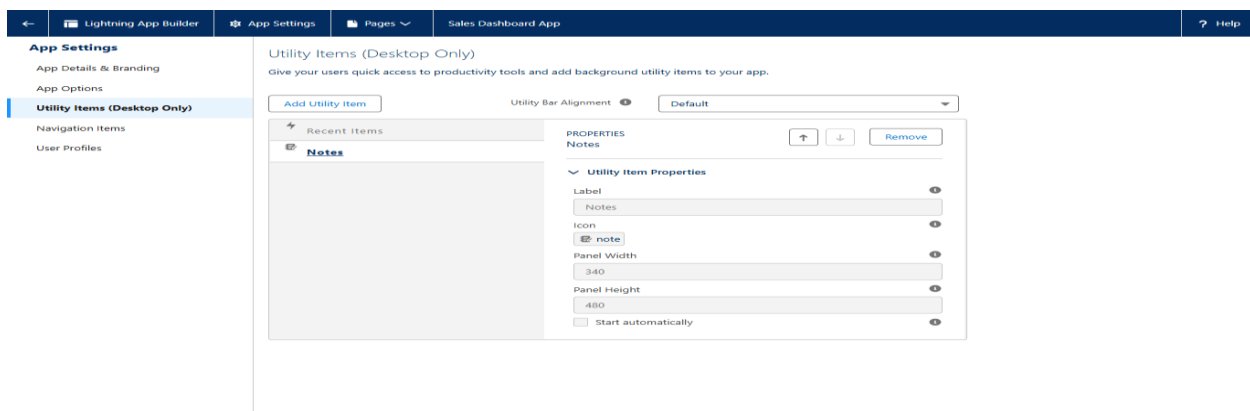 Lightning App Builder
App Settings
Pages
Sales Dashboard App
? Help
App Settings
App Details & Branding
App Options
Utility Items (Desktop Only)
Navigation Items
User Profiles
Utility Items (Desktop Only)
Give your users quick access to productivity tools and add background utility items to your app.
Add Utility Item
Utility Bar Alignment
Default
Recent Items
Notes
PROPERTIES
Notes
Remove
Utility Item Properties
Label
Notes
Icon
note
Panel Width
340
Panel Height
480
Start automatically